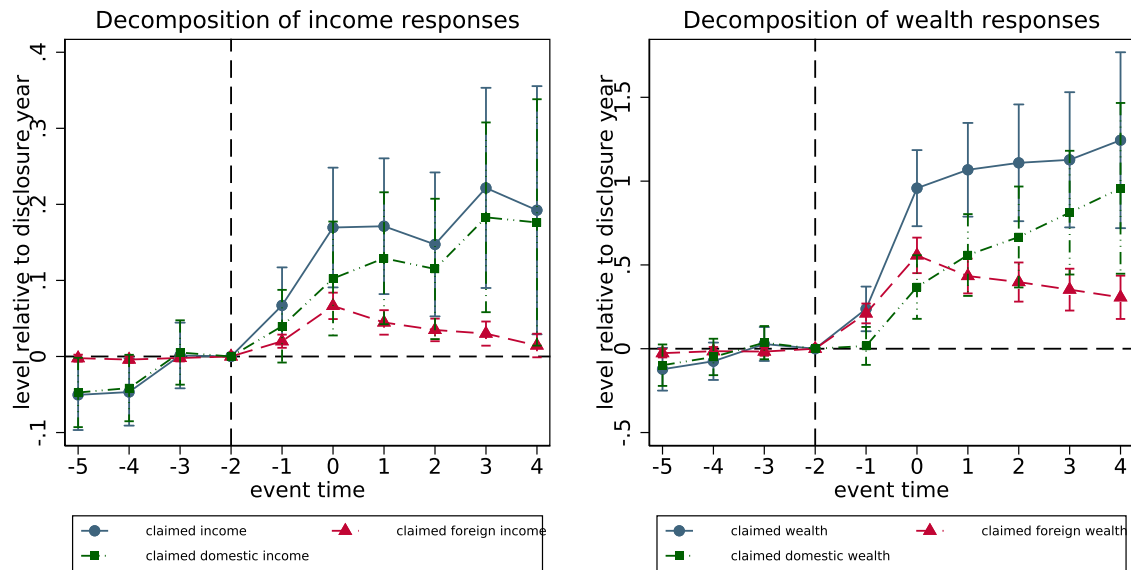 Decomposition of income responses
level relative to disclosure year
.4
.3
.2
.1
0
-.1
-5 -4 -3 -2 -1 0 1 2 3 4
event time
claimed income
claimed foreign income
claimed domestic income
Decomposition of wealth responses
level relative to disclosure year
1.5
1
.5
0
-.5
-5 -4 -3 -2 -1 0 1 2 3 4
event time
claimed wealth
claimed foreign wealth
claimed domestic wealth